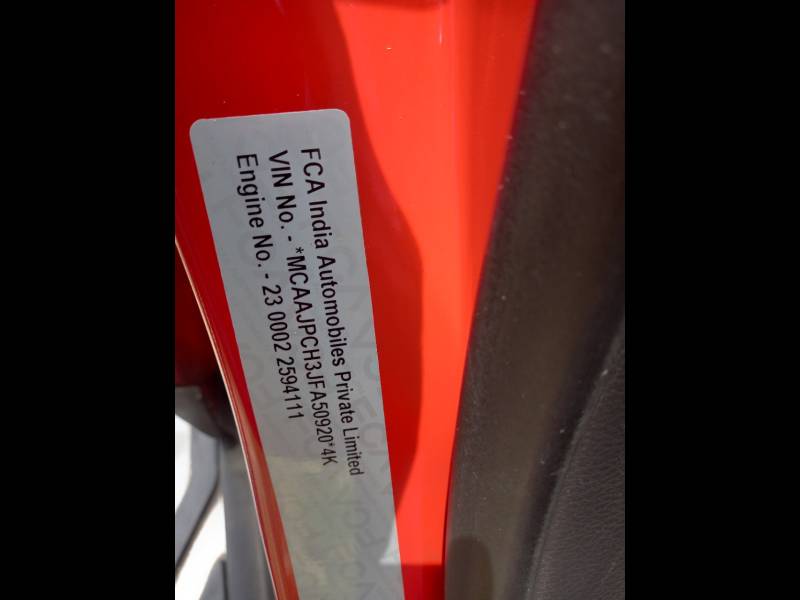 FCA India Automobiles Private Limited
VIN No. - *MCAAJPCH3JFA50920*4K
Engine No. - 23 0002 2594111